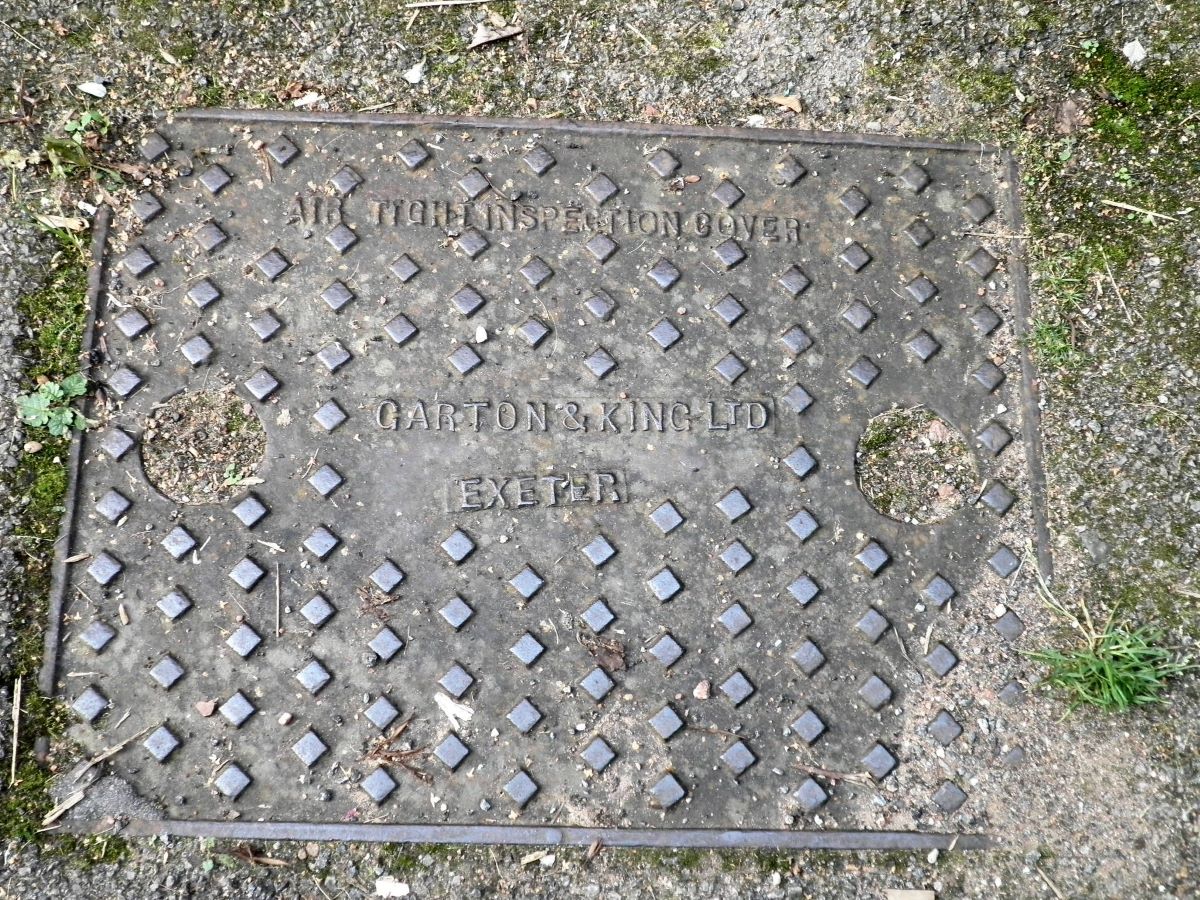 AIR TIGHT INSPECTION COVER
GARTON & KING LTD
EXETER